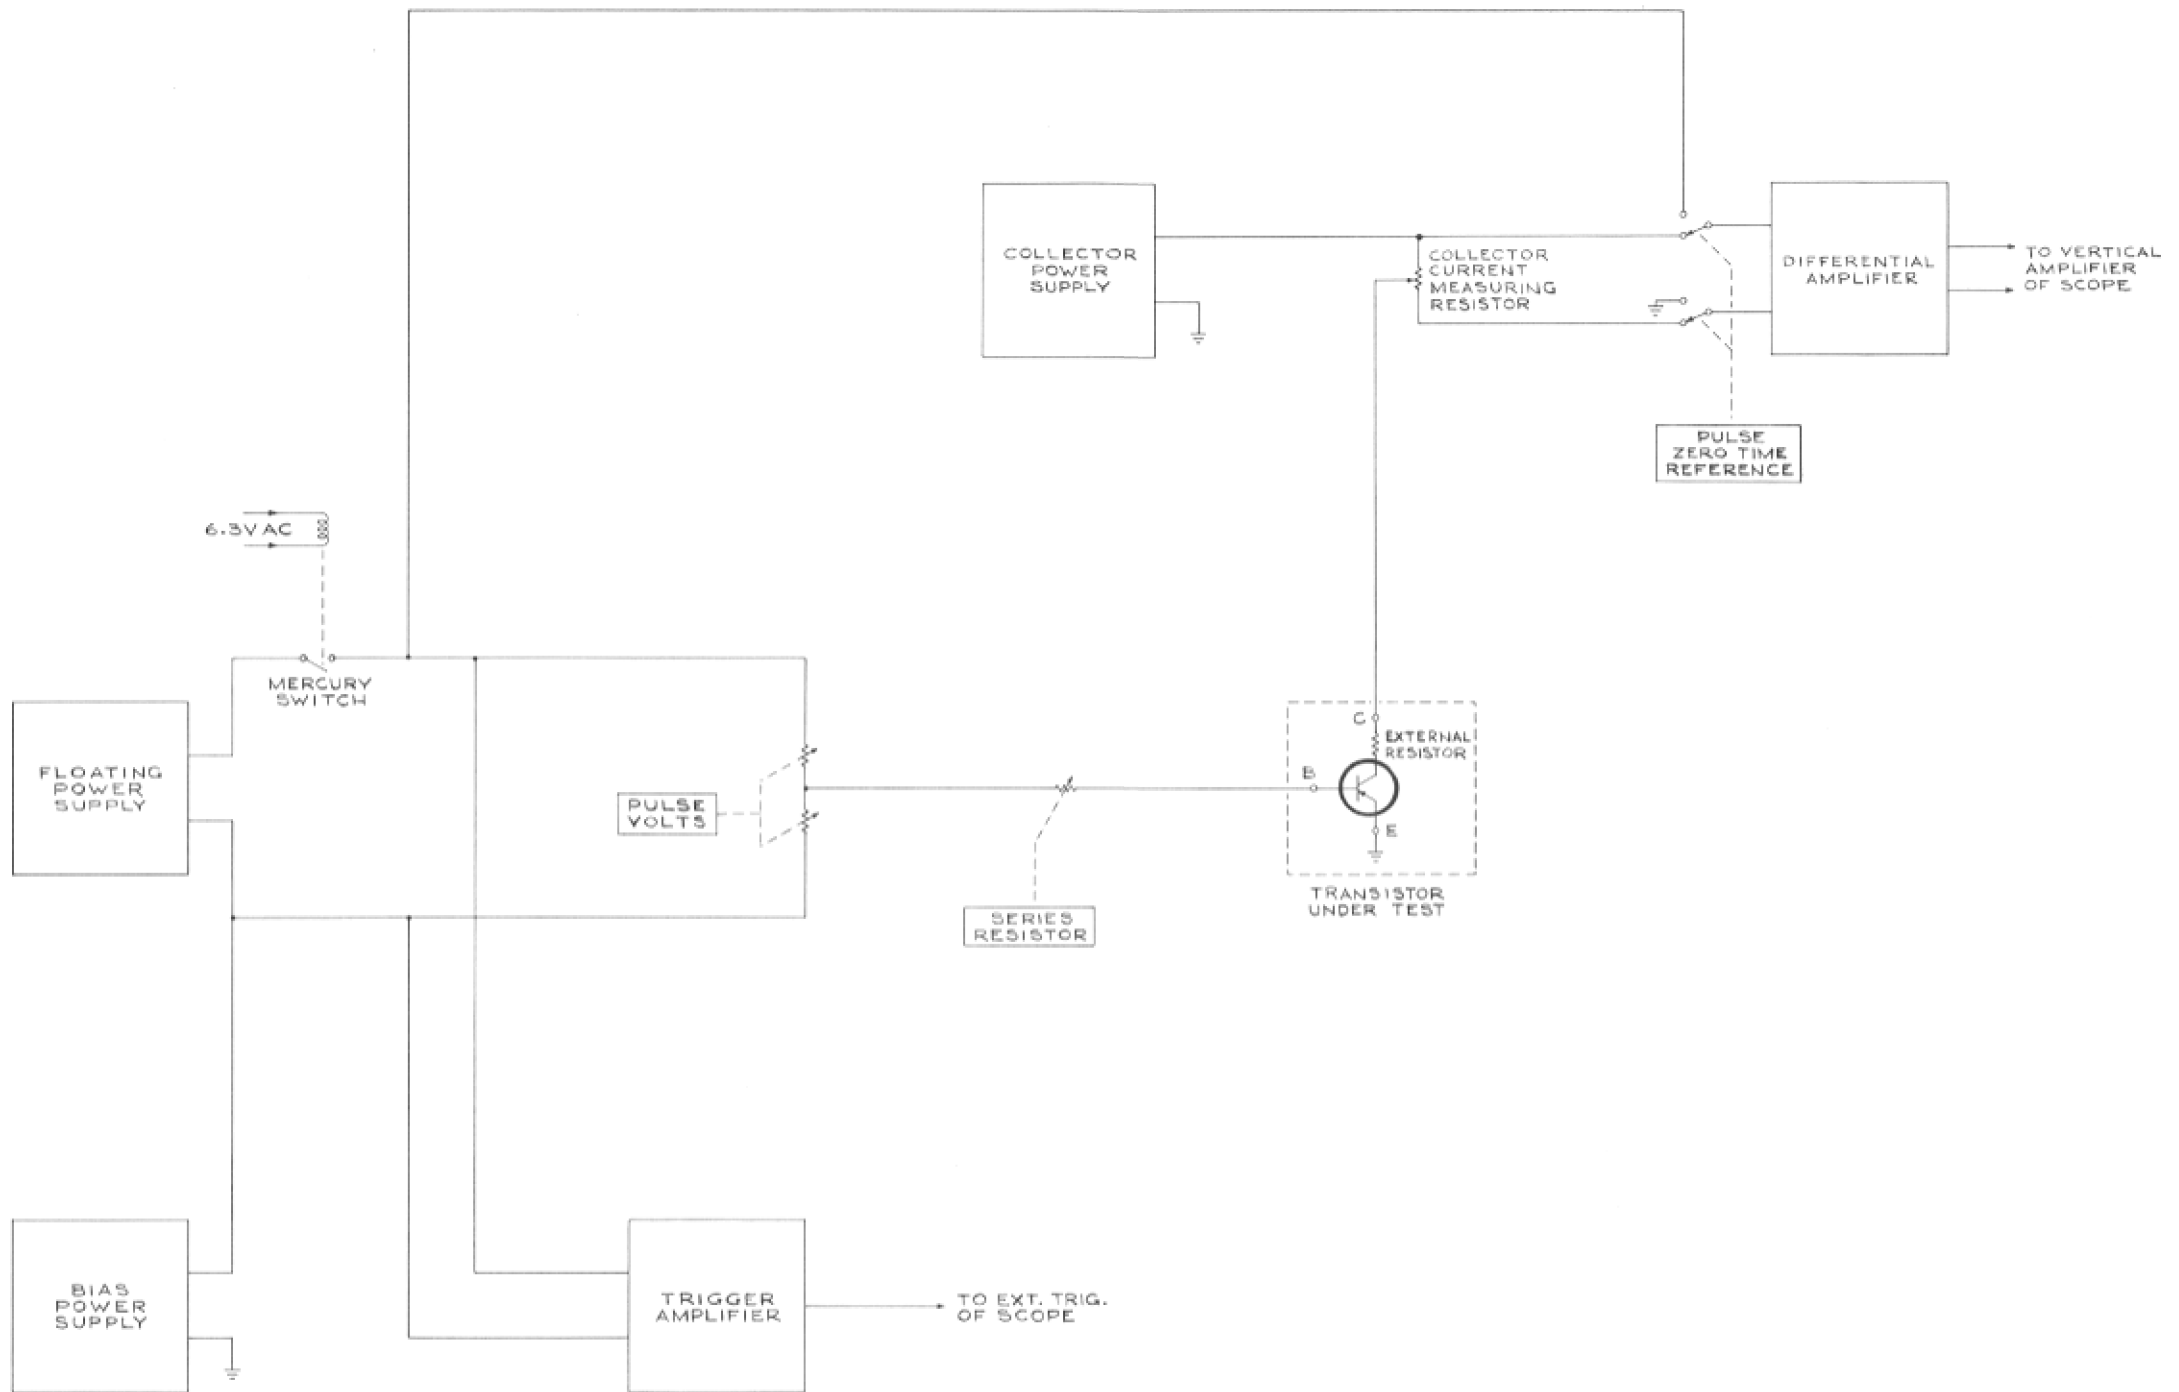 COLLECTOR
POWER
SUPPLY
COLLECTOR
CURRENT
MEASURING
RESISTOR
DIFFERENTIAL
AMPLIFIER
TO VERTICAL
AMPLIFIER
OF SCOPE
PULSE
ZERO TIME
REFERENCE
6.3V AC
MERCURY
SWITCH
FLOATING
POWER
SUPPLY
PULSE
VOLTS
C
EXTERNAL
RESISTOR
B
E
TRANSISTOR
UNDER TEST
SERIES
RESISTOR
BIAS
POWER
SUPPLY
TRIGGER
AMPLIFIER
TO EXT. TRIG.
OF SCOPE